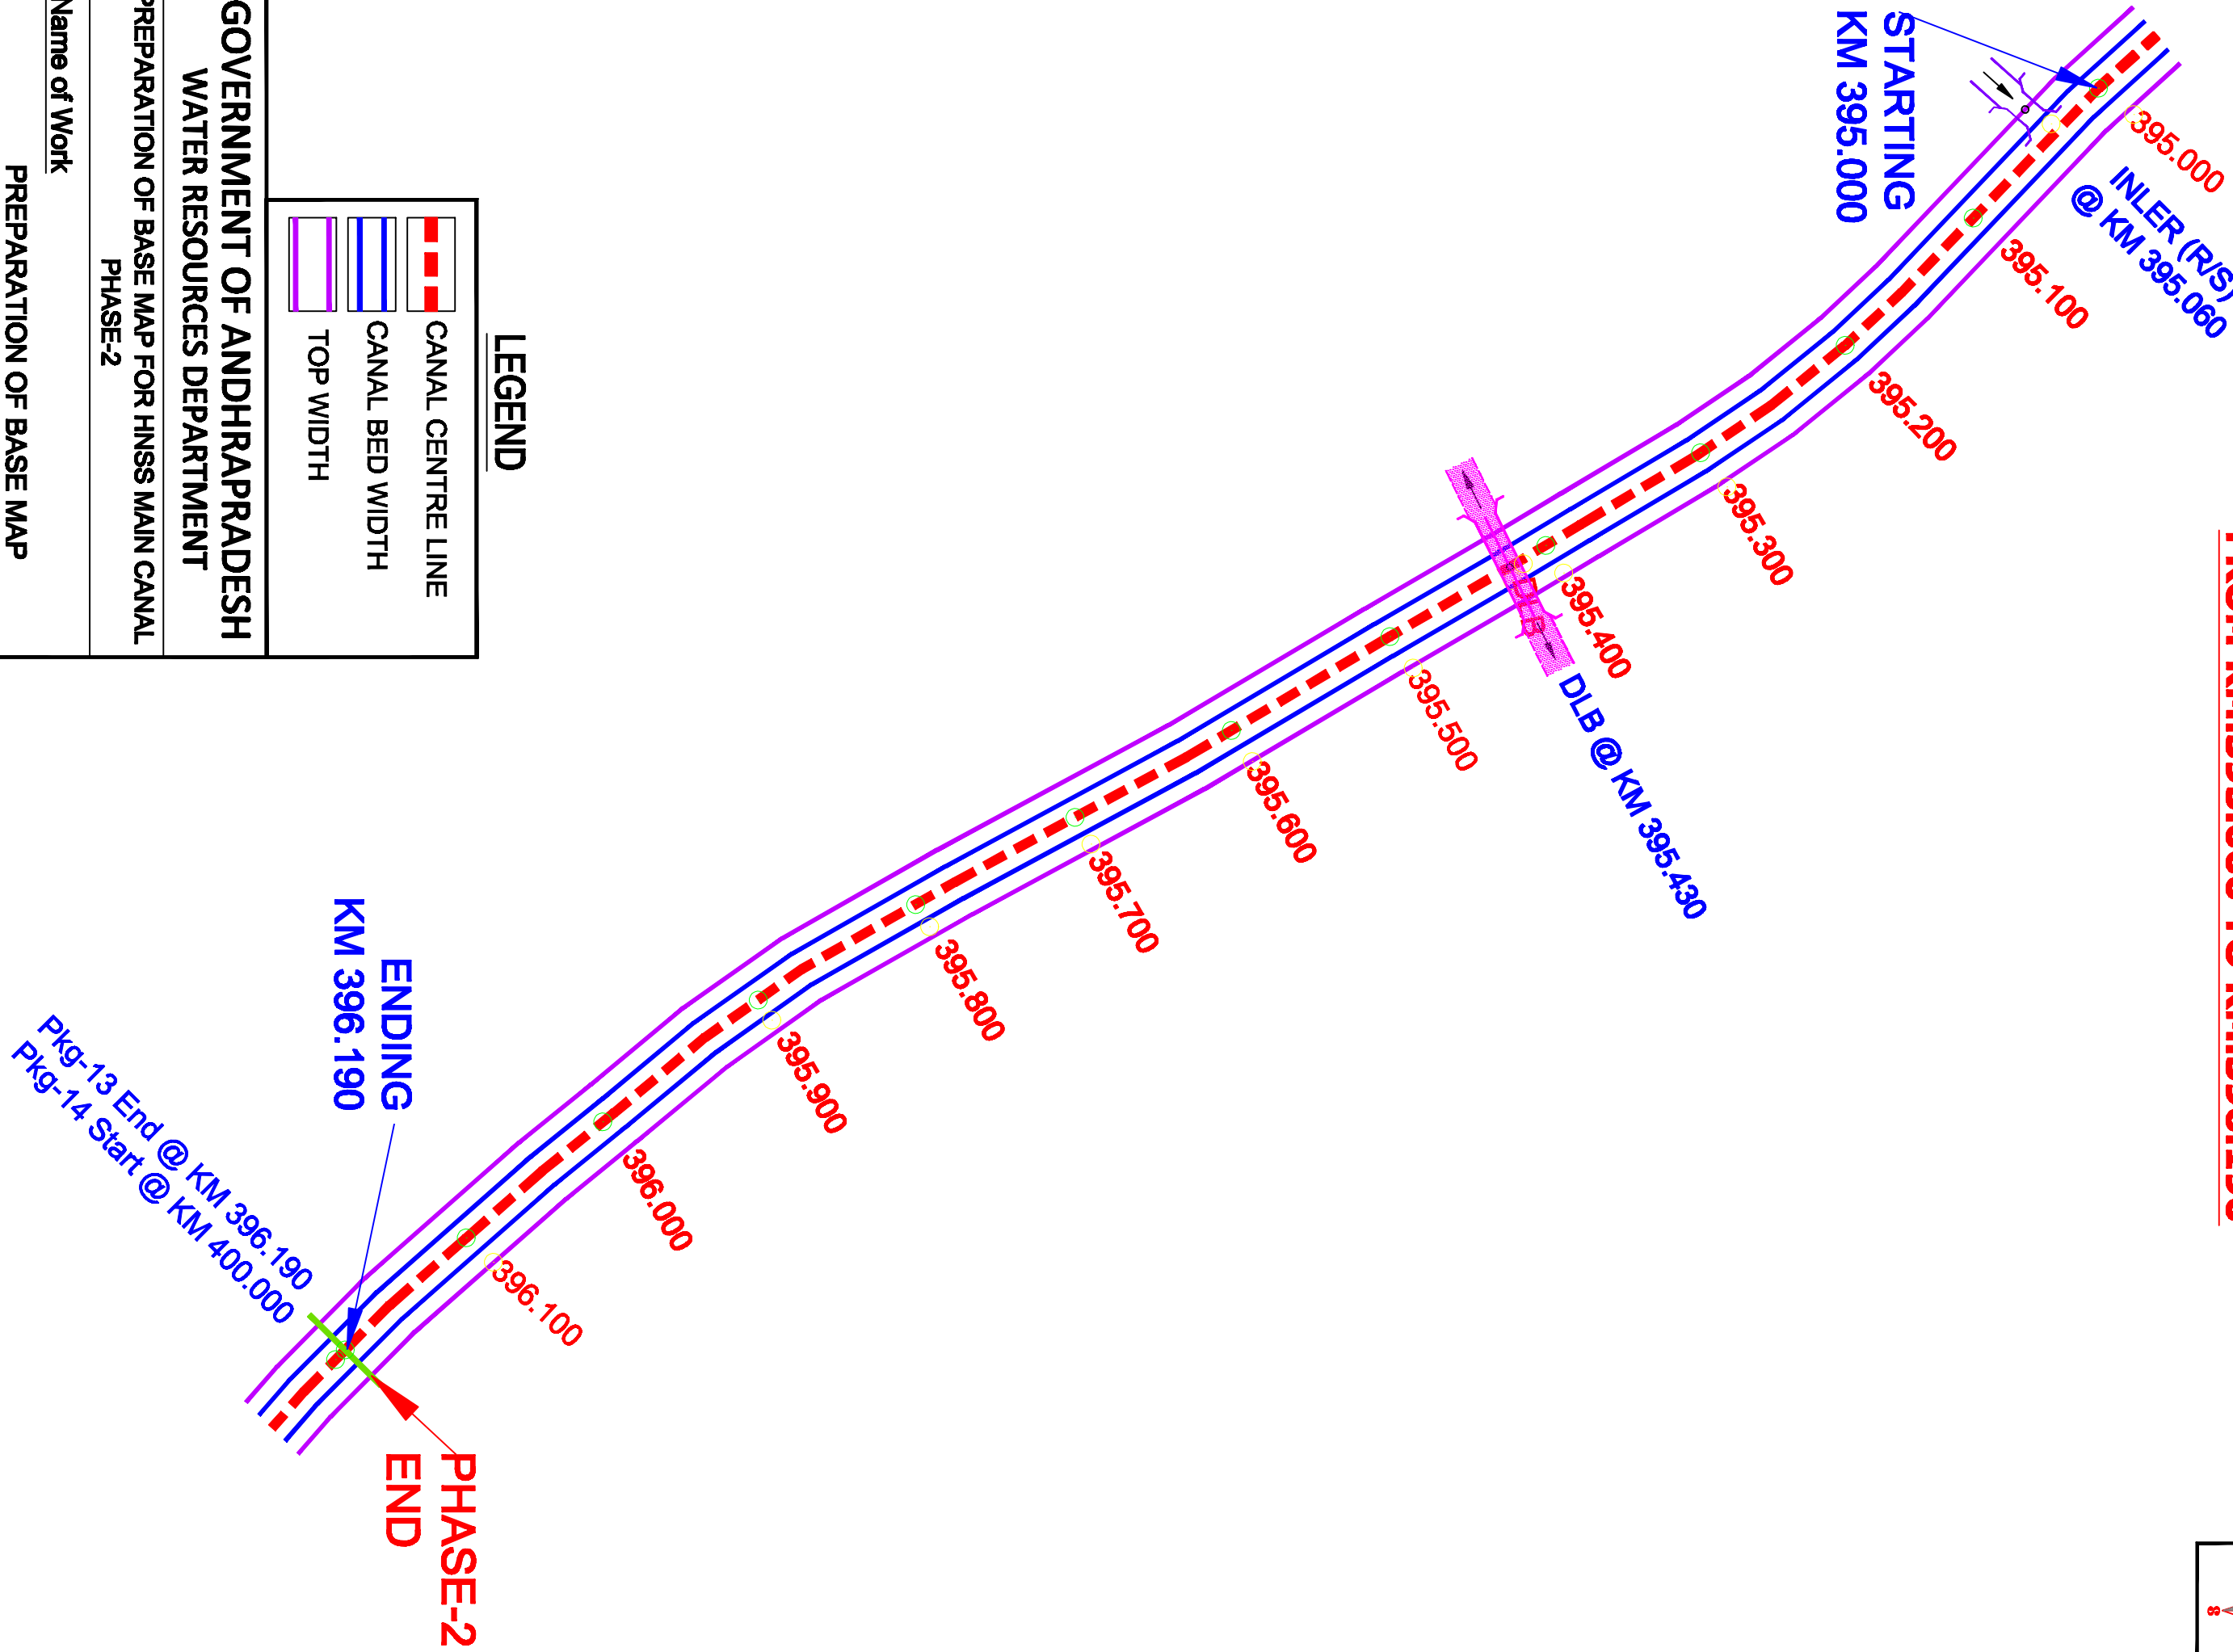 STARTING
KM 395.000
395.000
INLER (R/S)
@ KM 395.060
395.100
395.200
395.300
395.400
DLB @ KM 395.430
395.500
395.600
395.700
395.800
395.900
396.000
396.100
ENDING
KM 396.190
Pkg-13 End @ KM 396.190
Pkg-14 Start @ KM 400.000
PHASE-2
END
LEGEND
CANAL CENTRE LINE
CANAL BED WIDTH
TOP WIDTH
GOVERNMENT OF ANDHRAPRADESH
WATER RESOURCES DEPARTMENT
PREPARATION OF BASE MAP FOR HNSS MAIN CANAL
PHASE-2
Name of Work
PREPARATION OF BASE MAP